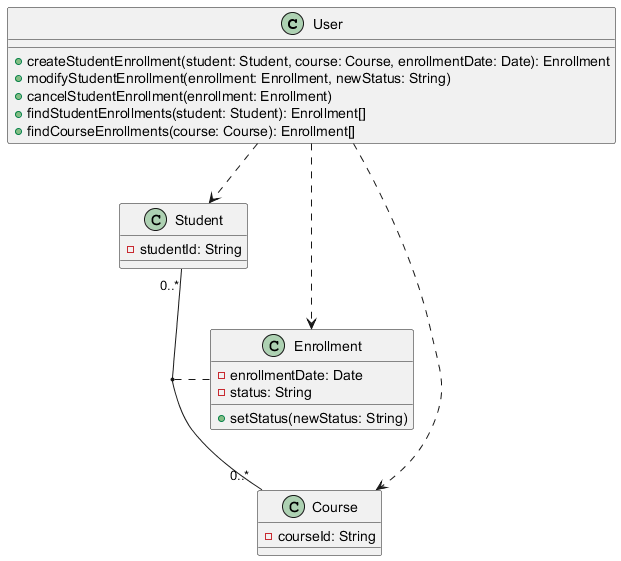 C User
createStudentEnrollment(student: Student, course: Course, enrollmentDate: Date): Enrollment
modifyStudentEnrollment(enrollment: Enrollment, newStatus: String)
cancelStudentEnrollment(enrollment: Enrollment)
findStudentEnrollments(student: Student): Enrollment[]
findCourseEnrollments(course: Course): Enrollment[]
C Student
studentId: String
0..*
C Enrollment
enrollmentDate: Date
status: String
setStatus(newStatus: String)
0..*
C Course
courseId: String